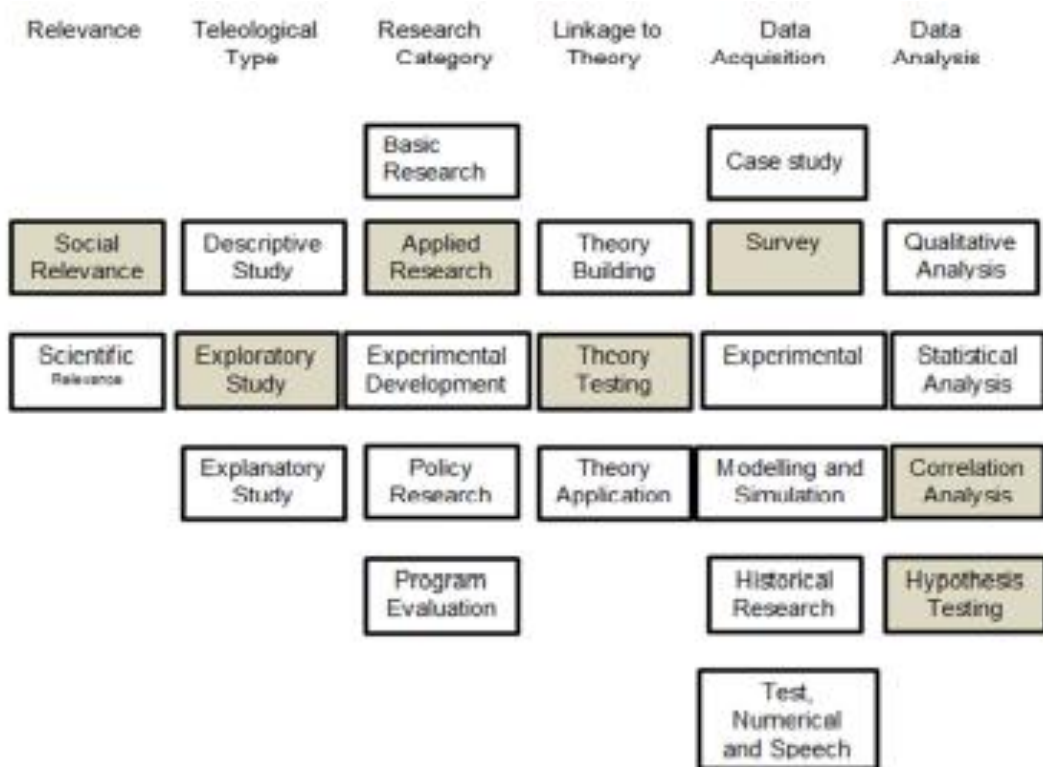 Relevance
Teleological
Type
Research
Category
Linkage to
Theory
Data
Acquisition
Data
Analysis
Basic
Research
Case study
Social
Relevance
Descriptive
Study
Applied
Research
Theory
Building
Survey
Qualitative
Analysis
Scientific
Relevance
Exploratory
Study
Experimental
Development
Theory
Testing
Experimental
Statistical
Analysis
Explanatory
Study
Policy
Research
Theory
Application
Modelling and
Simulation
Correlation
Analysis
Program
Evaluation
Historical
Research
Hypothesis
Testing
Test,
Numerical
and Speech